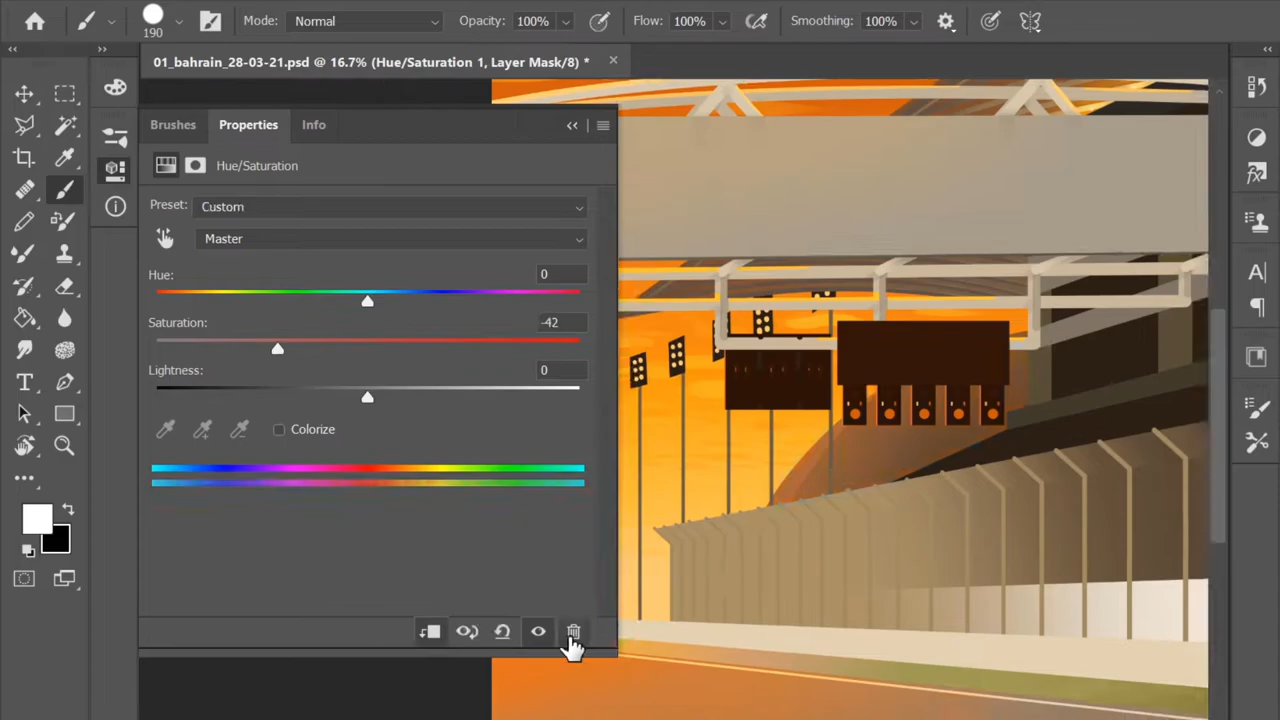 Mode: Normal Opacity: 100% Flow: 100% Smoothing: 100%
190
01_bahrain_28-03-21.psd @ 16.7% (Hue/Saturation 1, Layer Mask/8) *
Brushes Properties Info
Hue/Saturation
Preset: Custom
Master
Hue: 0
Saturation: -42
Lightness: 0
Colorize